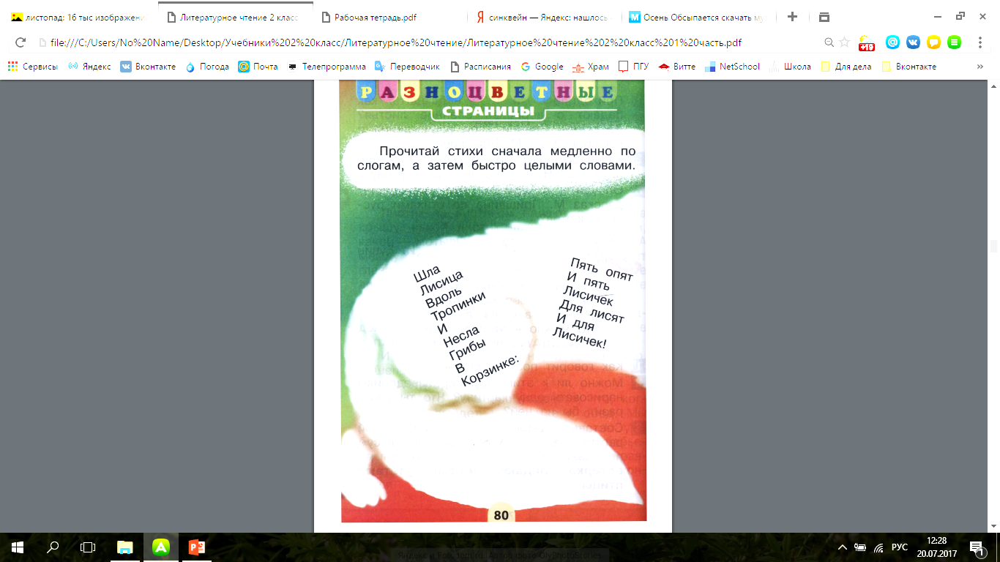 листопад: 16 тыс изображени
Литературное чтение 2 класс
Рабочая тетрадь.pdf
синквейн — Яндекс: нашлось
Осень Обсыпается скачать му
file:///C:/Users/No%20Name/Desktop/Учебники%202%20класс/Литературное%20чтение/Литературное%20чтение%202%20класс%201%20часть.pdf
+19
Сервисы Яндекс Вконтакте Погода Почта Телепрограмма Переводчик Расписания Google Храм ПГУ Витте NetSchool Школа Для дела Вконтакте »
РАЗНОЦВЕТНЫЕ
СТРАНИЦЫ
Прочитай стихи сначала медленно по
слогам, а затем быстро целыми словами.
Шла
Лисица
Вдоль
Тропинки
И
Несла
Грибы
В
Корзинке:
Пять опят
И пять
Лисичек
Для лисят
И для
Лисичек!
80
РУС
12:28
20.07.2017
1